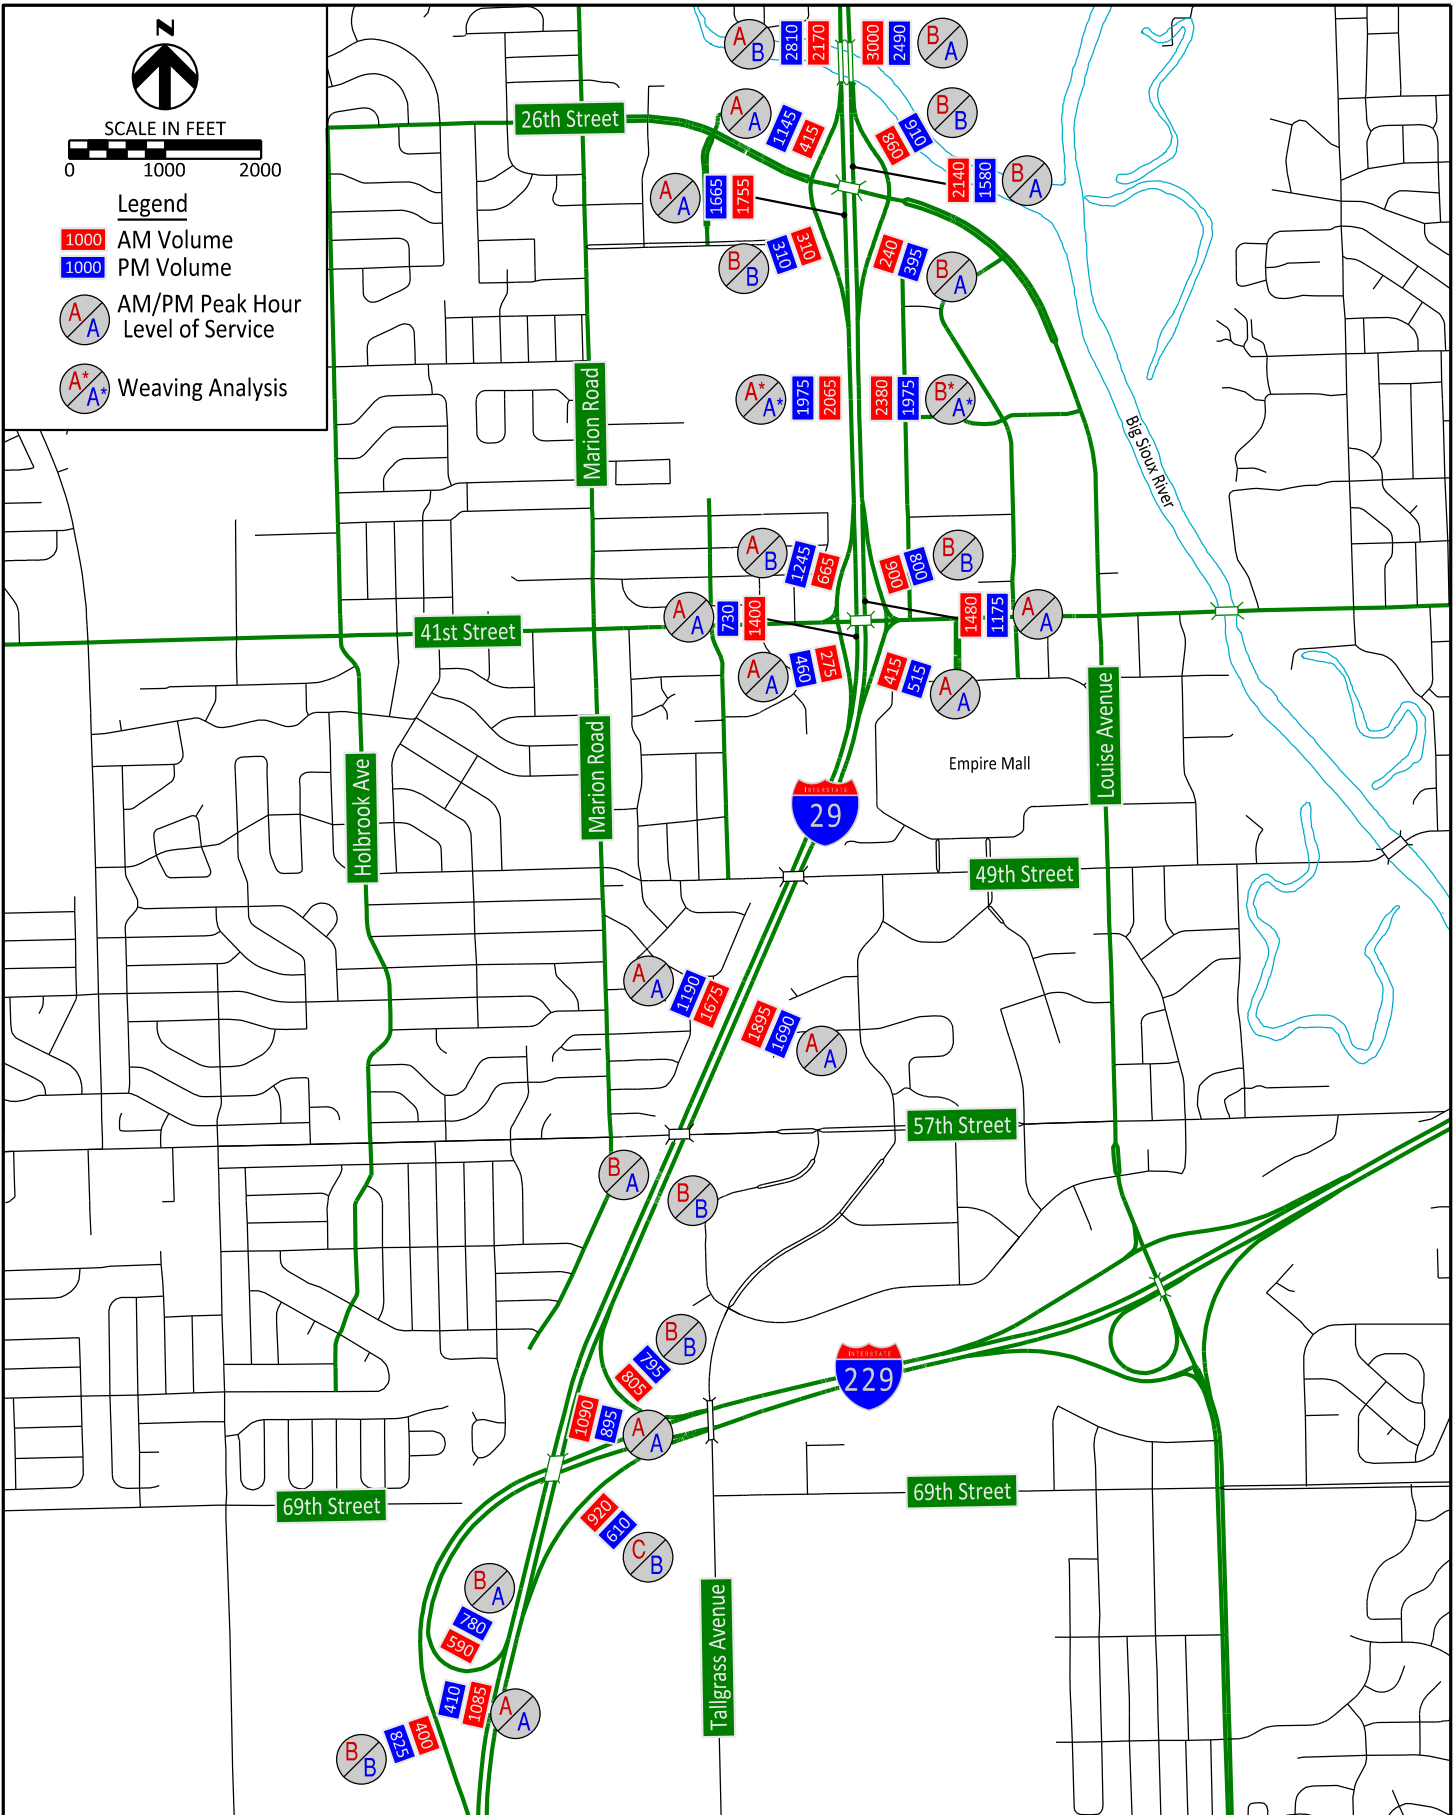 N
SCALE IN FEET
0 1000 2000
Legend
1000 AM Volume
1000 PM Volume
A A AM/PM Peak Hour
Level of Service
A* A* Weaving Analysis
A B 2810 2170 3000 2490 B A
26th Street
A A 1145 415 860 910 B B
A A 1665 1755 2140 1580 B A
B B 310 310 240 395 B A
Marion Road
A* A* 1975 2065 2380 1975 B* A*
Big Sioux River
A B 1245 665 900 800 B B
41st Street
A A 730 1400 1480 1175 A A
A A 460 275 415 515 A A
Marion Road
Louise Avenue
Empire Mall
Holbrook Ave
INTERSTATE
29
49th Street
A A 1190 1675
1895 1690 A A
57th Street
B A
B B
B B
795
805
INTERSTATE
229
1090 895 A A
69th Street
69th Street
920
610
C B
B A
780
590
Tallgrass Avenue
410 1085 A A
B B 825 400